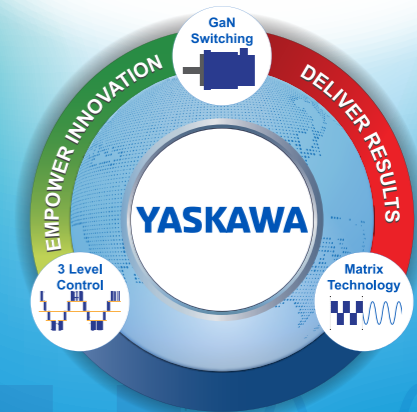 GaN
Switching
EMPOWER INNOVATION
DELIVER RESULTS
YASKAWA
3 Level
Control
Matrix
Technology